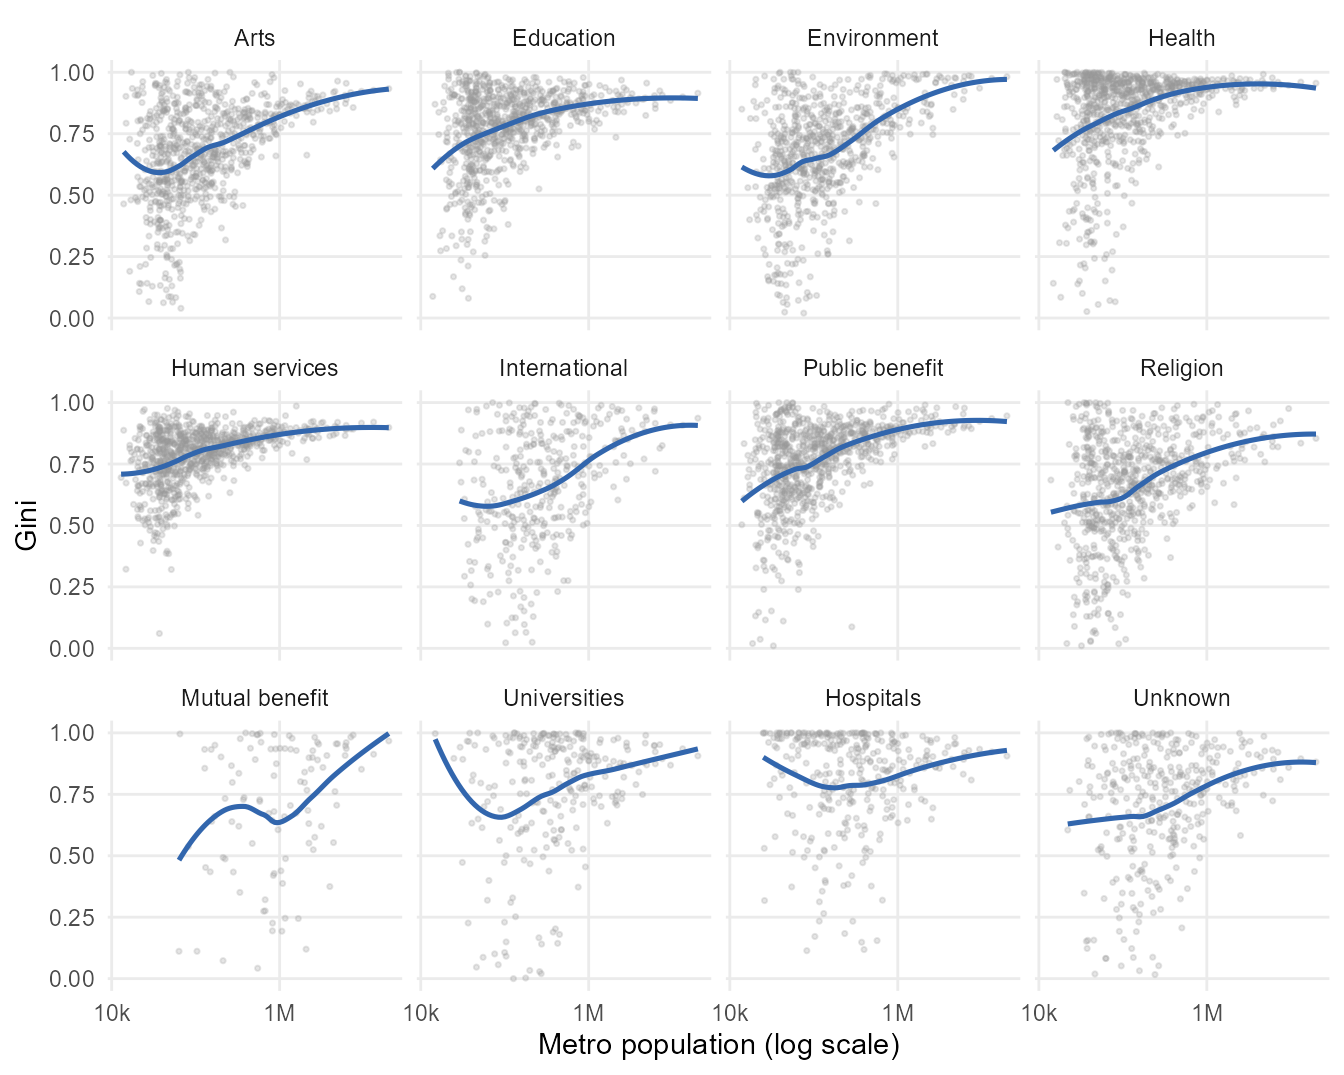 Arts
Education
Environment
Health
1.00
0.75
0.50
0.25
0.00
Human services
International
Public benefit
Religion
1.00
0.75
0.50
0.25
0.00
Gini
Mutual benefit
Universities
Hospitals
Unknown
1.00
0.75
0.50
0.25
0.00
10k 1M 10k 1M 10k 1M 10k 1M
Metro population (log scale)